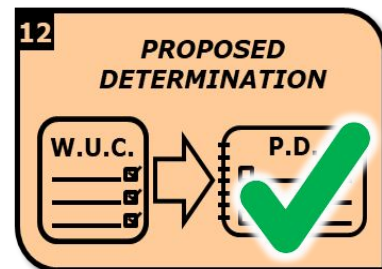 12
PROPOSED
DETERMINATION
W.U.C.
P.D.